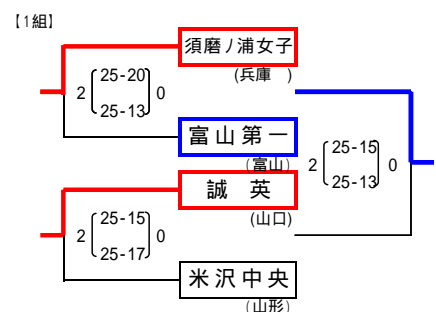 【1組】
須磨ノ浦女子
(兵庫 )
2 25-20 0
25-13
富山第一
(富山)
2 25-15 0
25-13
誠 英
(山口)
2 25-15 0
25-17
米沢中央
(山形)